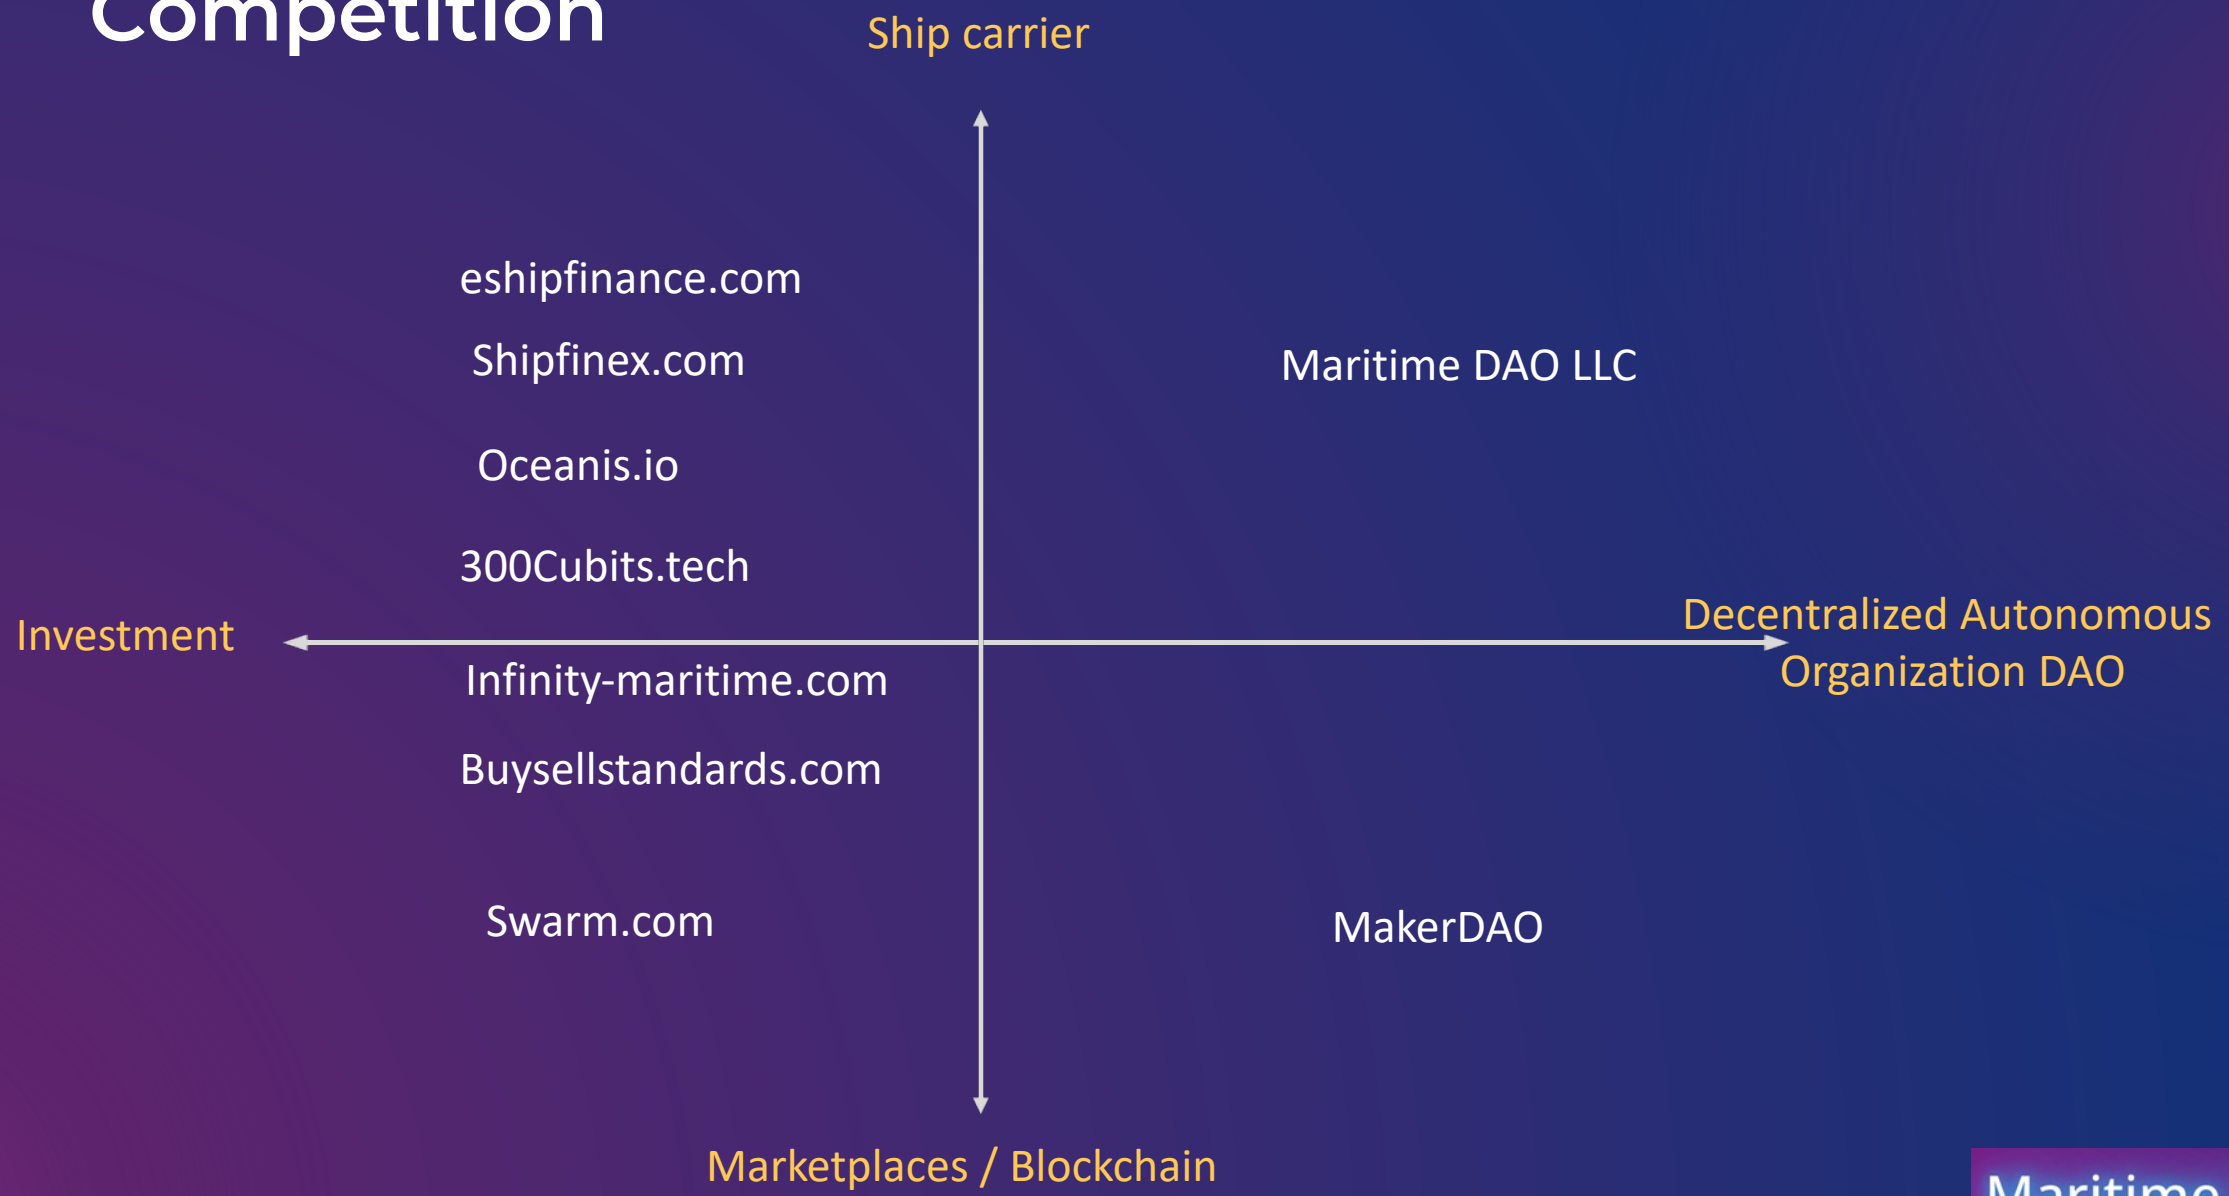 Competition
Ship carrier
eshipfinance.com
Shipfinex.com
Maritime DAO LLC
Oceanis.io
300Cubits.tech
Investment
Decentralized Autonomous
Organization DAO
Infinity-maritime.com
Buysellstandards.com
Swarm.com
MakerDAO
Marketplaces / Blockchain
Maritime